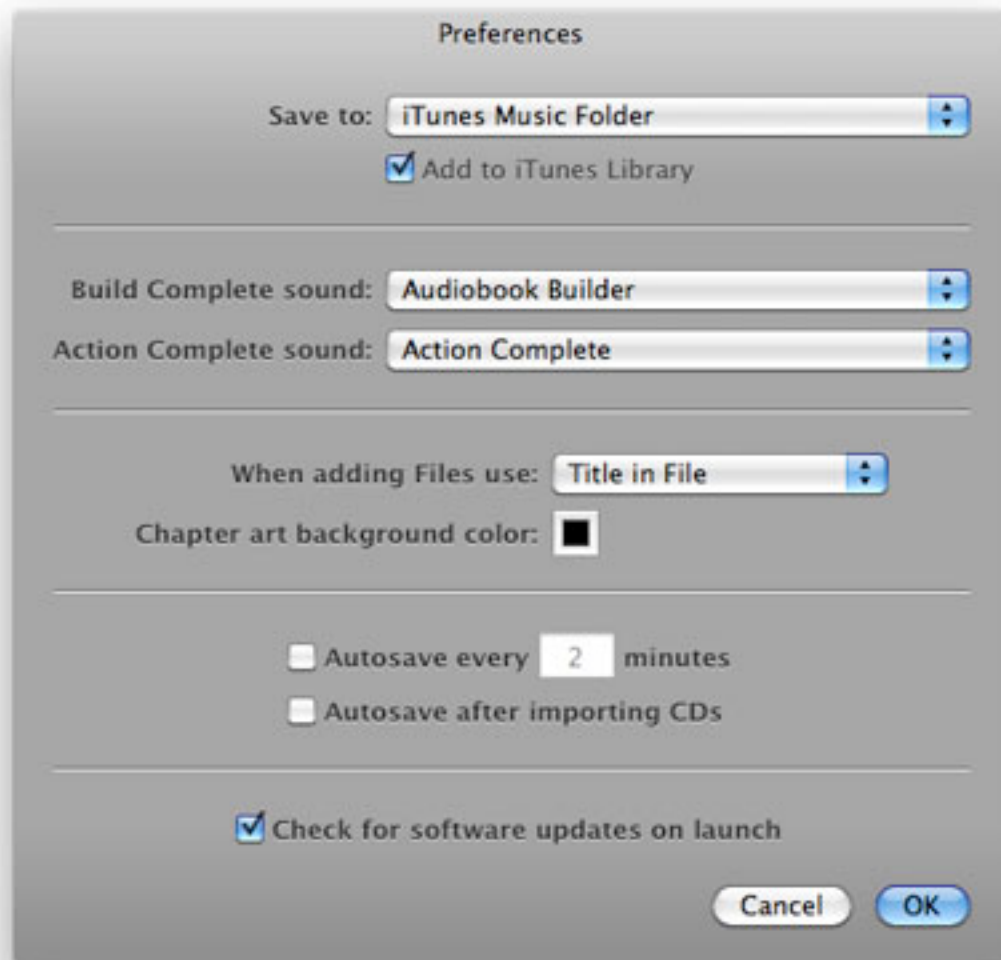 Preferences
Save to: iTunes Music Folder
Add to iTunes Library
Build Complete sound: Audiobook Builder
Action Complete sound: Action Complete
When adding Files use: Title in File
Chapter art background color:
Autosave every 2 minutes
Autosave after importing CDs
Check for software updates on launch
Cancel OK